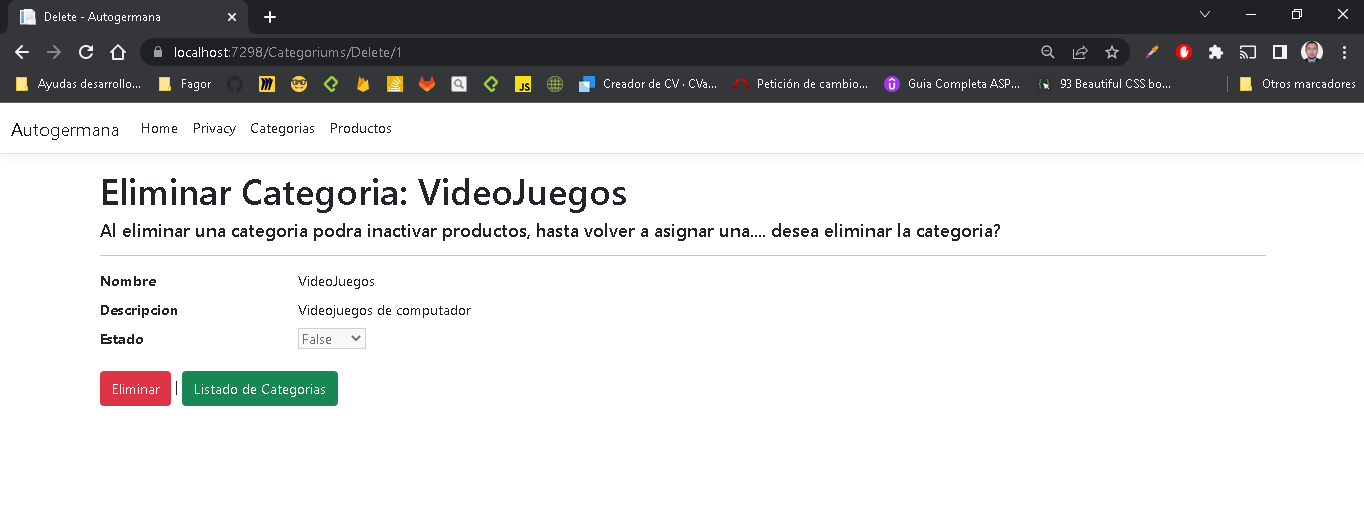 Delete - Autogermana
localhost:7298/Categoriums/Delete/1
Ayudas desarrollo... Fagor JS Creador de CV · CVa... Petición de cambio... Guia Completa ASP... 93 Beautiful CSS bo... Otros marcadores
Autogermana Home Privacy Categorias Productos
Eliminar Categoria: VideoJuegos
Al eliminar una categoria podra inactivar productos, hasta volver a asignar una.... desea eliminar la categoria?
Nombre VideoJuegos
Descripcion Videojuegos de computador
Estado False
Eliminar | Listado de Categorias